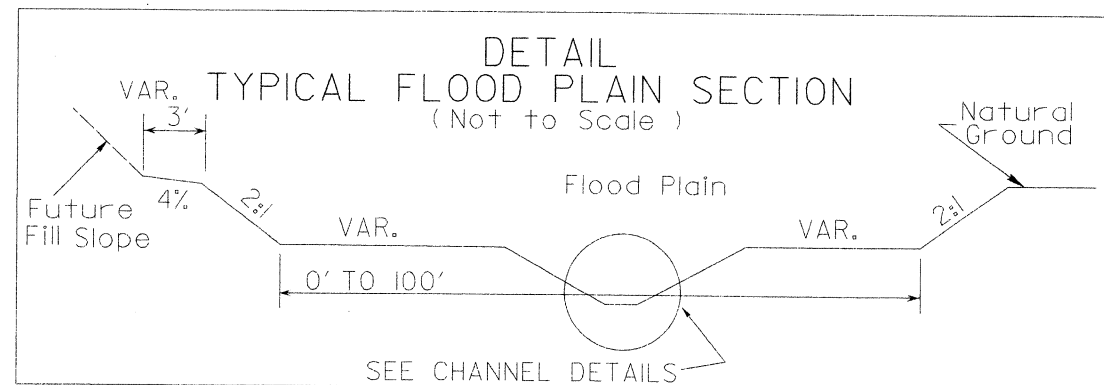 DETAIL
TYPICAL FLOOD PLAIN SECTION
( Not to Scale )
VAR.
3'
4%
2:1
Future
Fill Slope
VAR.
Flood Plain
VAR.
2:1
Natural
Ground
0' TO 100'
SEE CHANNEL DETAILS